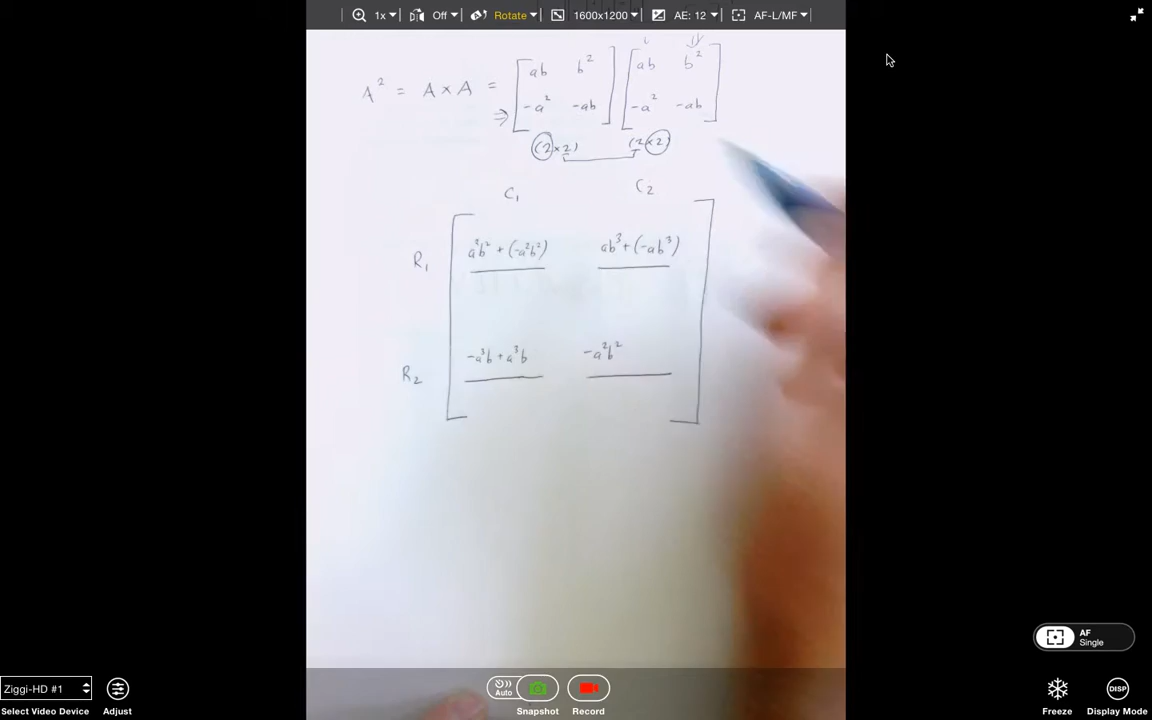 1x Off Rotate 1600x1200 AE: 12 AF-L/MF
A² = A × A = [ab b² [ab b²
⇒ -a² -ab] -a² -ab]
(2×2) (2×2)
C₁ C₂
R₁ a²b² + (-a²b²) ab³ + (-ab³)
R₂ -a³b + a³b -a²b²
AF
Single
Ziggi-HD #1
Auto
Select Video Device Adjust Snapshot Record Freeze DISP Display Mode